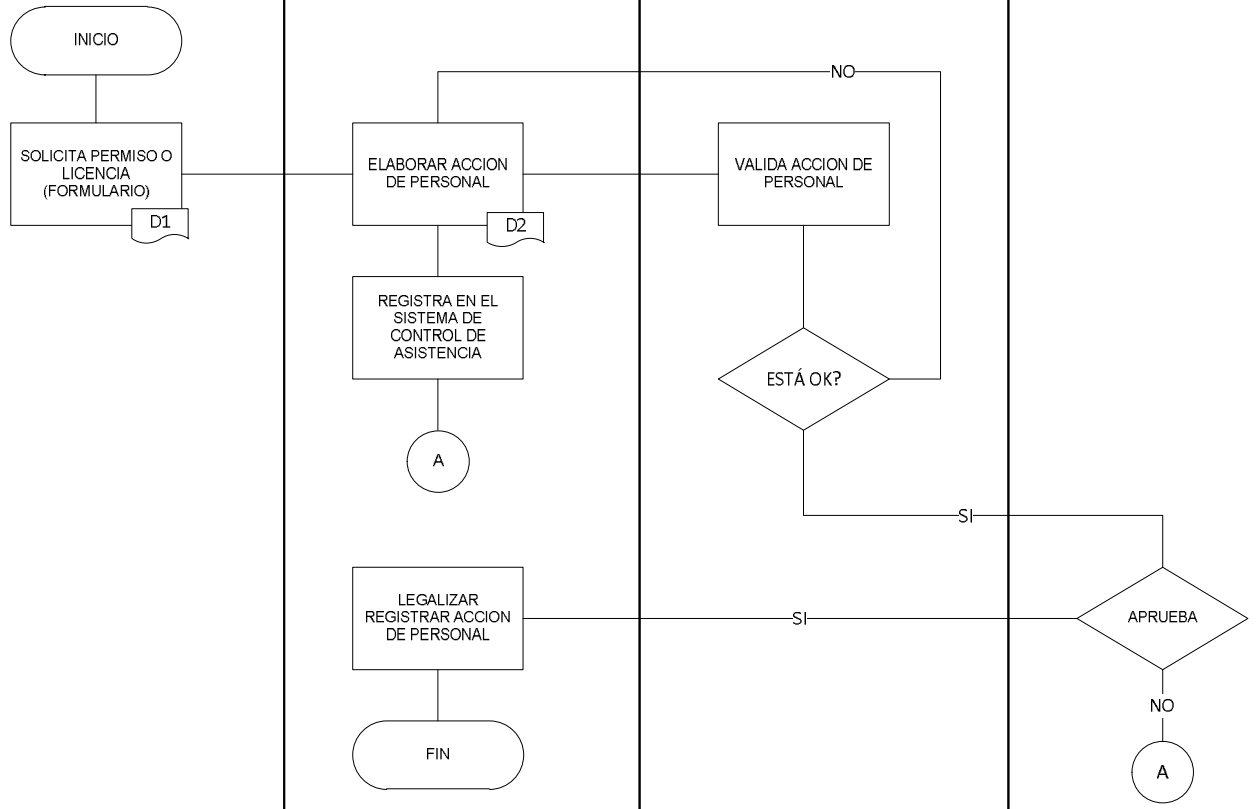 INICIO
NO
SOLICITA PERMISO O
LICENCIA
(FORMULARIO)
D1
ELABORAR ACCION
DE PERSONAL
D2
VALIDA ACCION DE
PERSONAL
REGISTRA EN EL
SISTEMA DE
CONTROL DE
ASISTENCIA
ESTÁ OK?
A
SI
LEGALIZAR
REGISTRAR ACCION
DE PERSONAL
SI
APRUEBA
NO
FIN
A